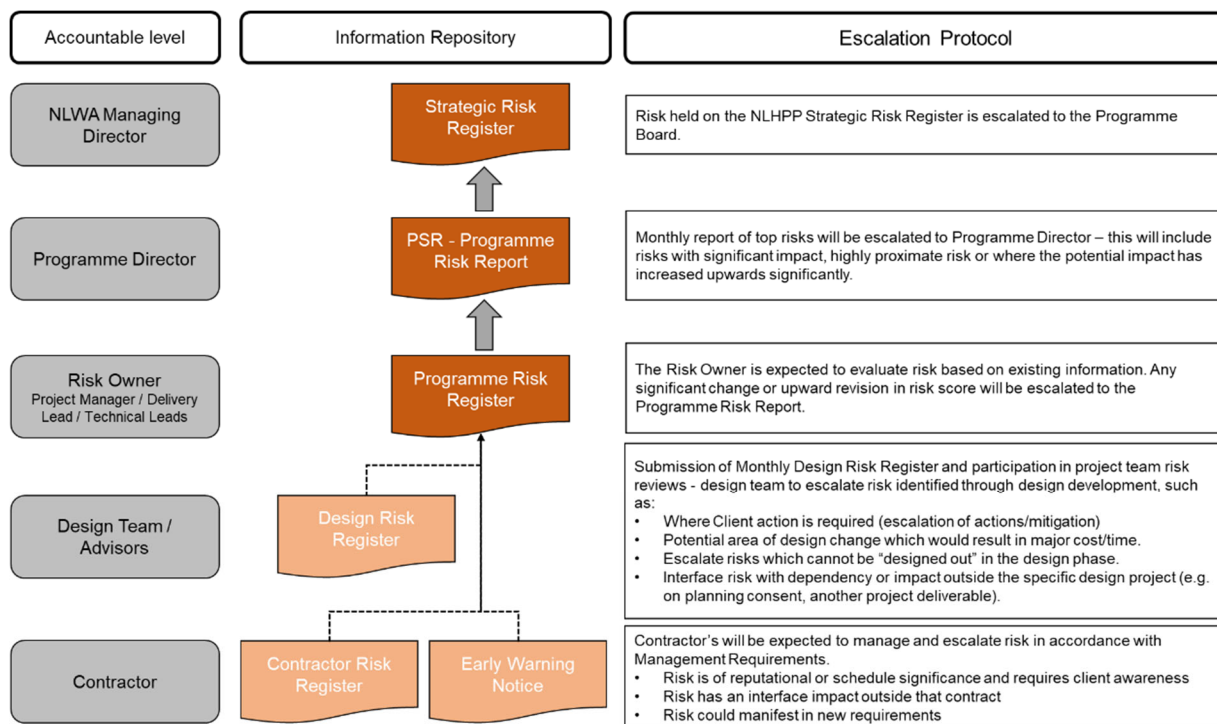 Accountable level
Information Repository
Escalation Protocol
NLWA Managing
Director
Strategic Risk
Register
Risk held on the NLHPP Strategic Risk Register is escalated to the Programme
Board.
Programme Director
PSR - Programme
Risk Report
Monthly report of top risks will be escalated to Programme Director – this will include
risks with significant impact, highly proximate risk or where the potential impact has
increased upwards significantly.
Risk Owner
Project Manager / Delivery
Lead / Technical Leads
Programme Risk
Register
The Risk Owner is expected to evaluate risk based on existing information. Any
significant change or upward revision in risk score will be escalated to the
Programme Risk Report.
Design Team /
Advisors
Design Risk
Register
Submission of Monthly Design Risk Register and participation in project team risk
reviews - design team to escalate risk identified through design development, such
as:
• Where Client action is required (escalation of actions/mitigation)
• Potential area of design change which would result in major cost/time.
• Escalate risks which cannot be “designed out” in the design phase.
• Interface risk with dependency or impact outside the specific design project (e.g.
on planning consent, another project deliverable).
Contractor
Contractor Risk
Register
Early Warning
Notice
Contractor’s will be expected to manage and escalate risk in accordance with
Management Requirements.
• Risk is of reputational or schedule significance and requires client awareness
• Risk has an interface impact outside that contract
• Risk could manifest in new requirements